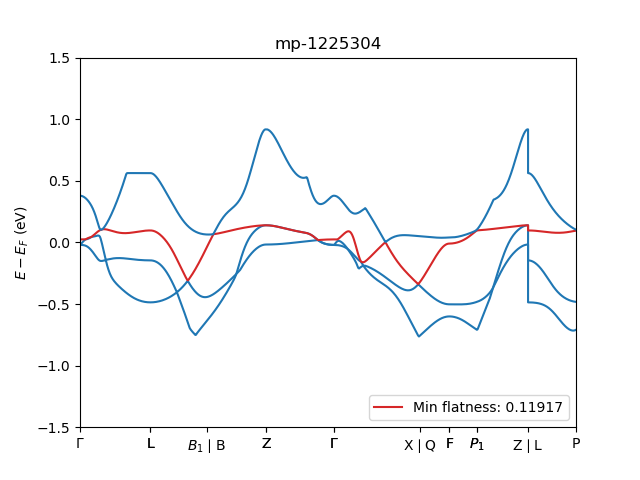 mp-1225304
1.5
1.0
0.5
0.0
−0.5
−1.0
−1.5
E − E_F (eV)
Min flatness: 0.11917
Γ L B₁ | B Z Γ X | Q F P₁ Z | L P